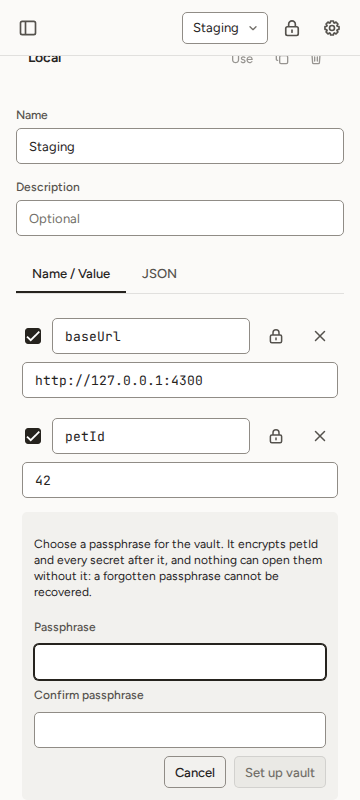 Staging
Local
Use
Name
Staging
Description
Optional
Name / Value
JSON
baseUrl
http://127.0.0.1:4300
petId
42
Choose a passphrase for the vault. It encrypts petId
and every secret after it, and nothing can open them
without it: a forgotten passphrase cannot be
recovered.
Passphrase
Confirm passphrase
Cancel
Set up vault